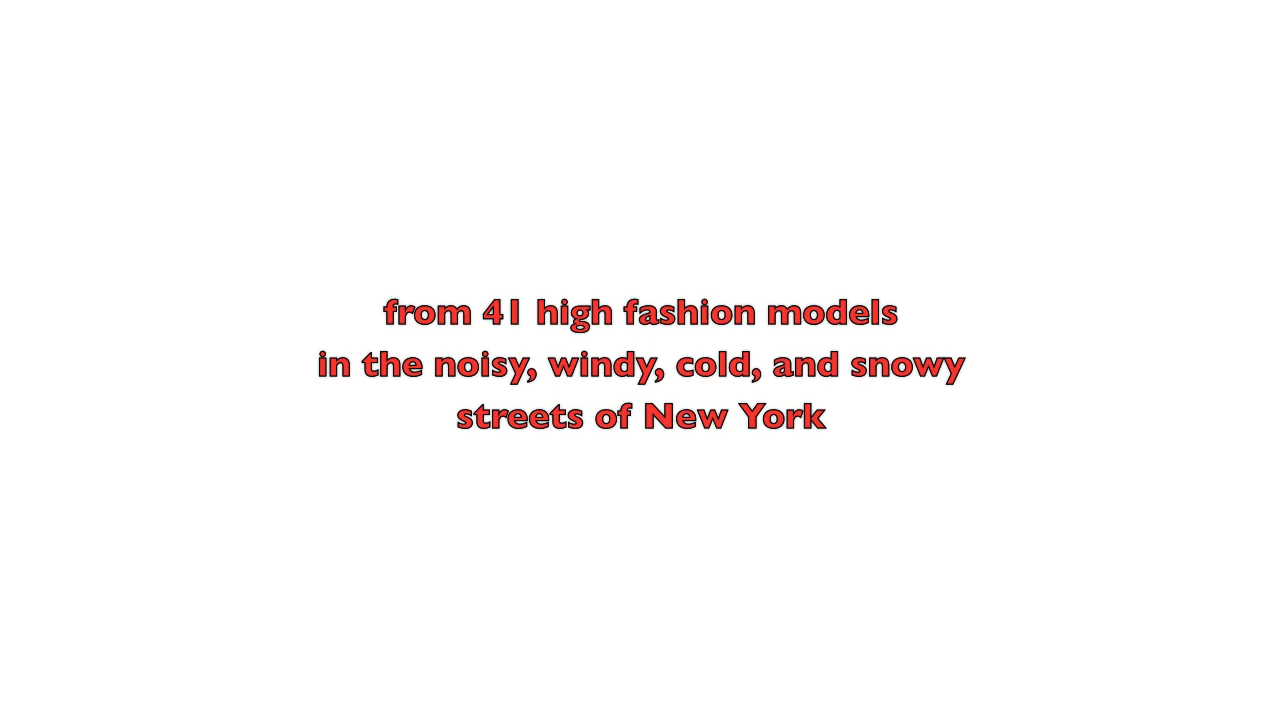 from 41 high fashion models
in the noisy, windy, cold, and snowy
streets of New York